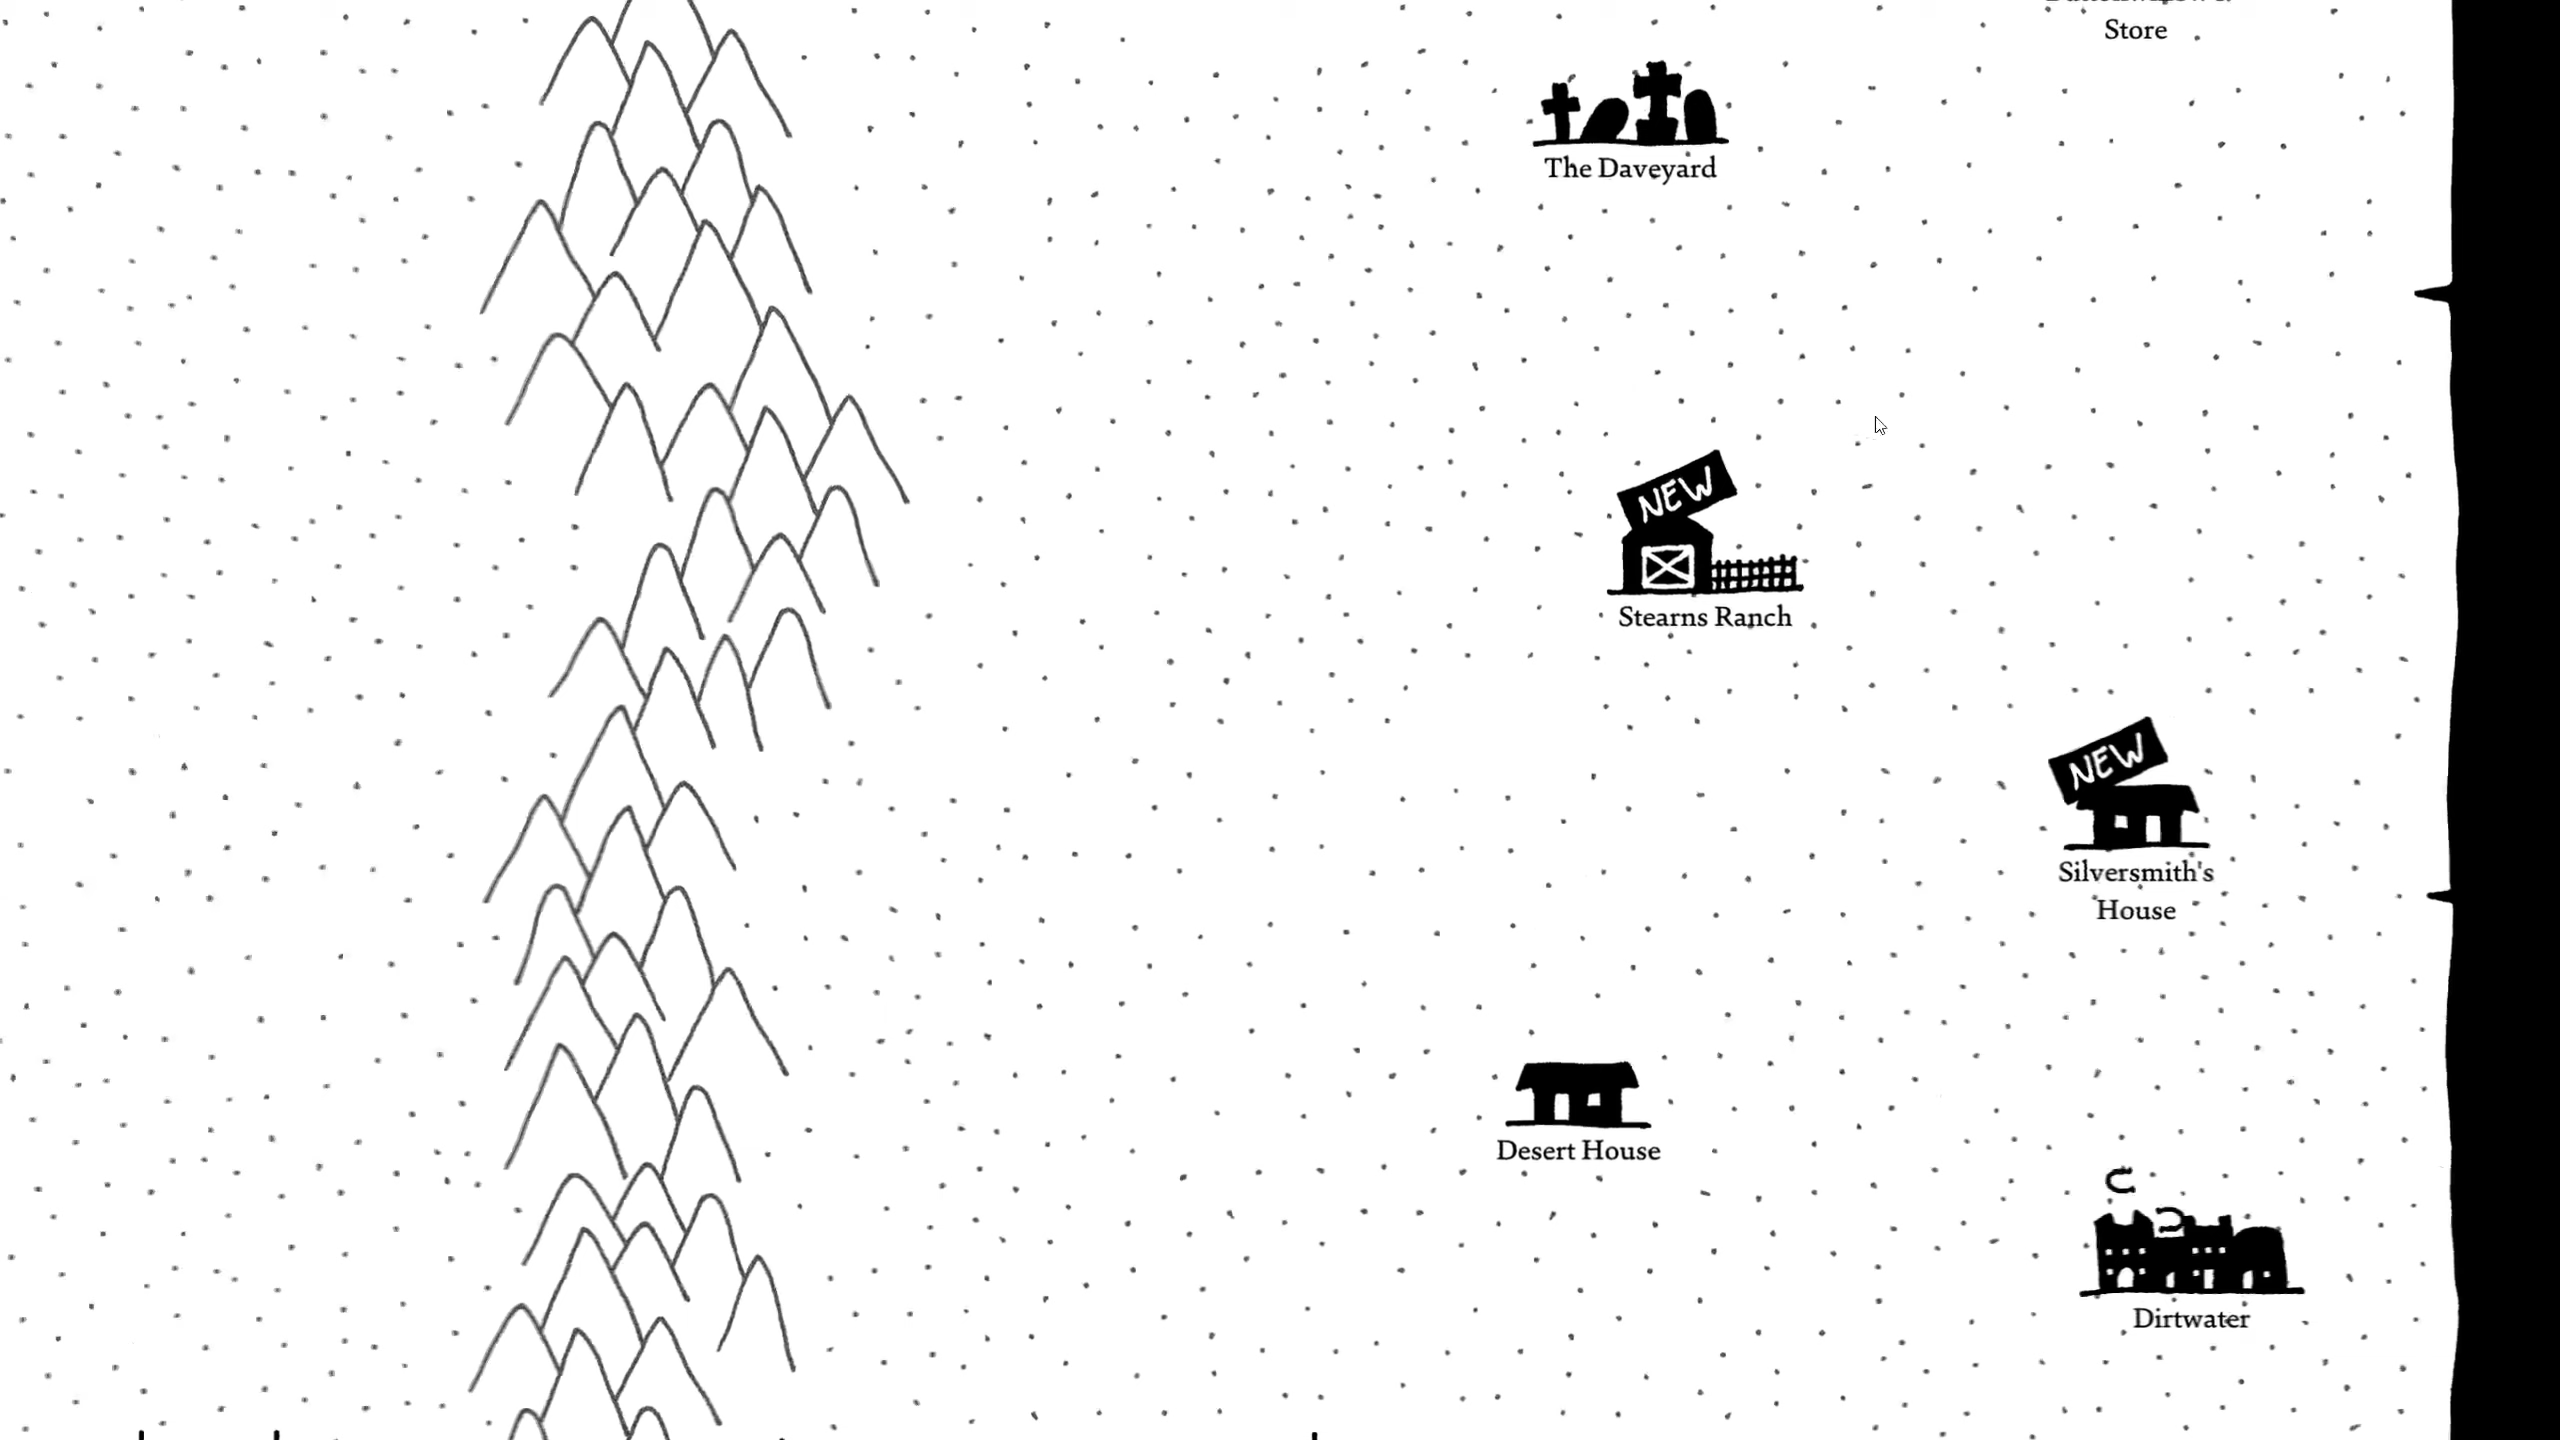 Store
The Daveyard
NEW
Stearns Ranch
NEW
Silversmith's
House
Desert House
Dirtwater